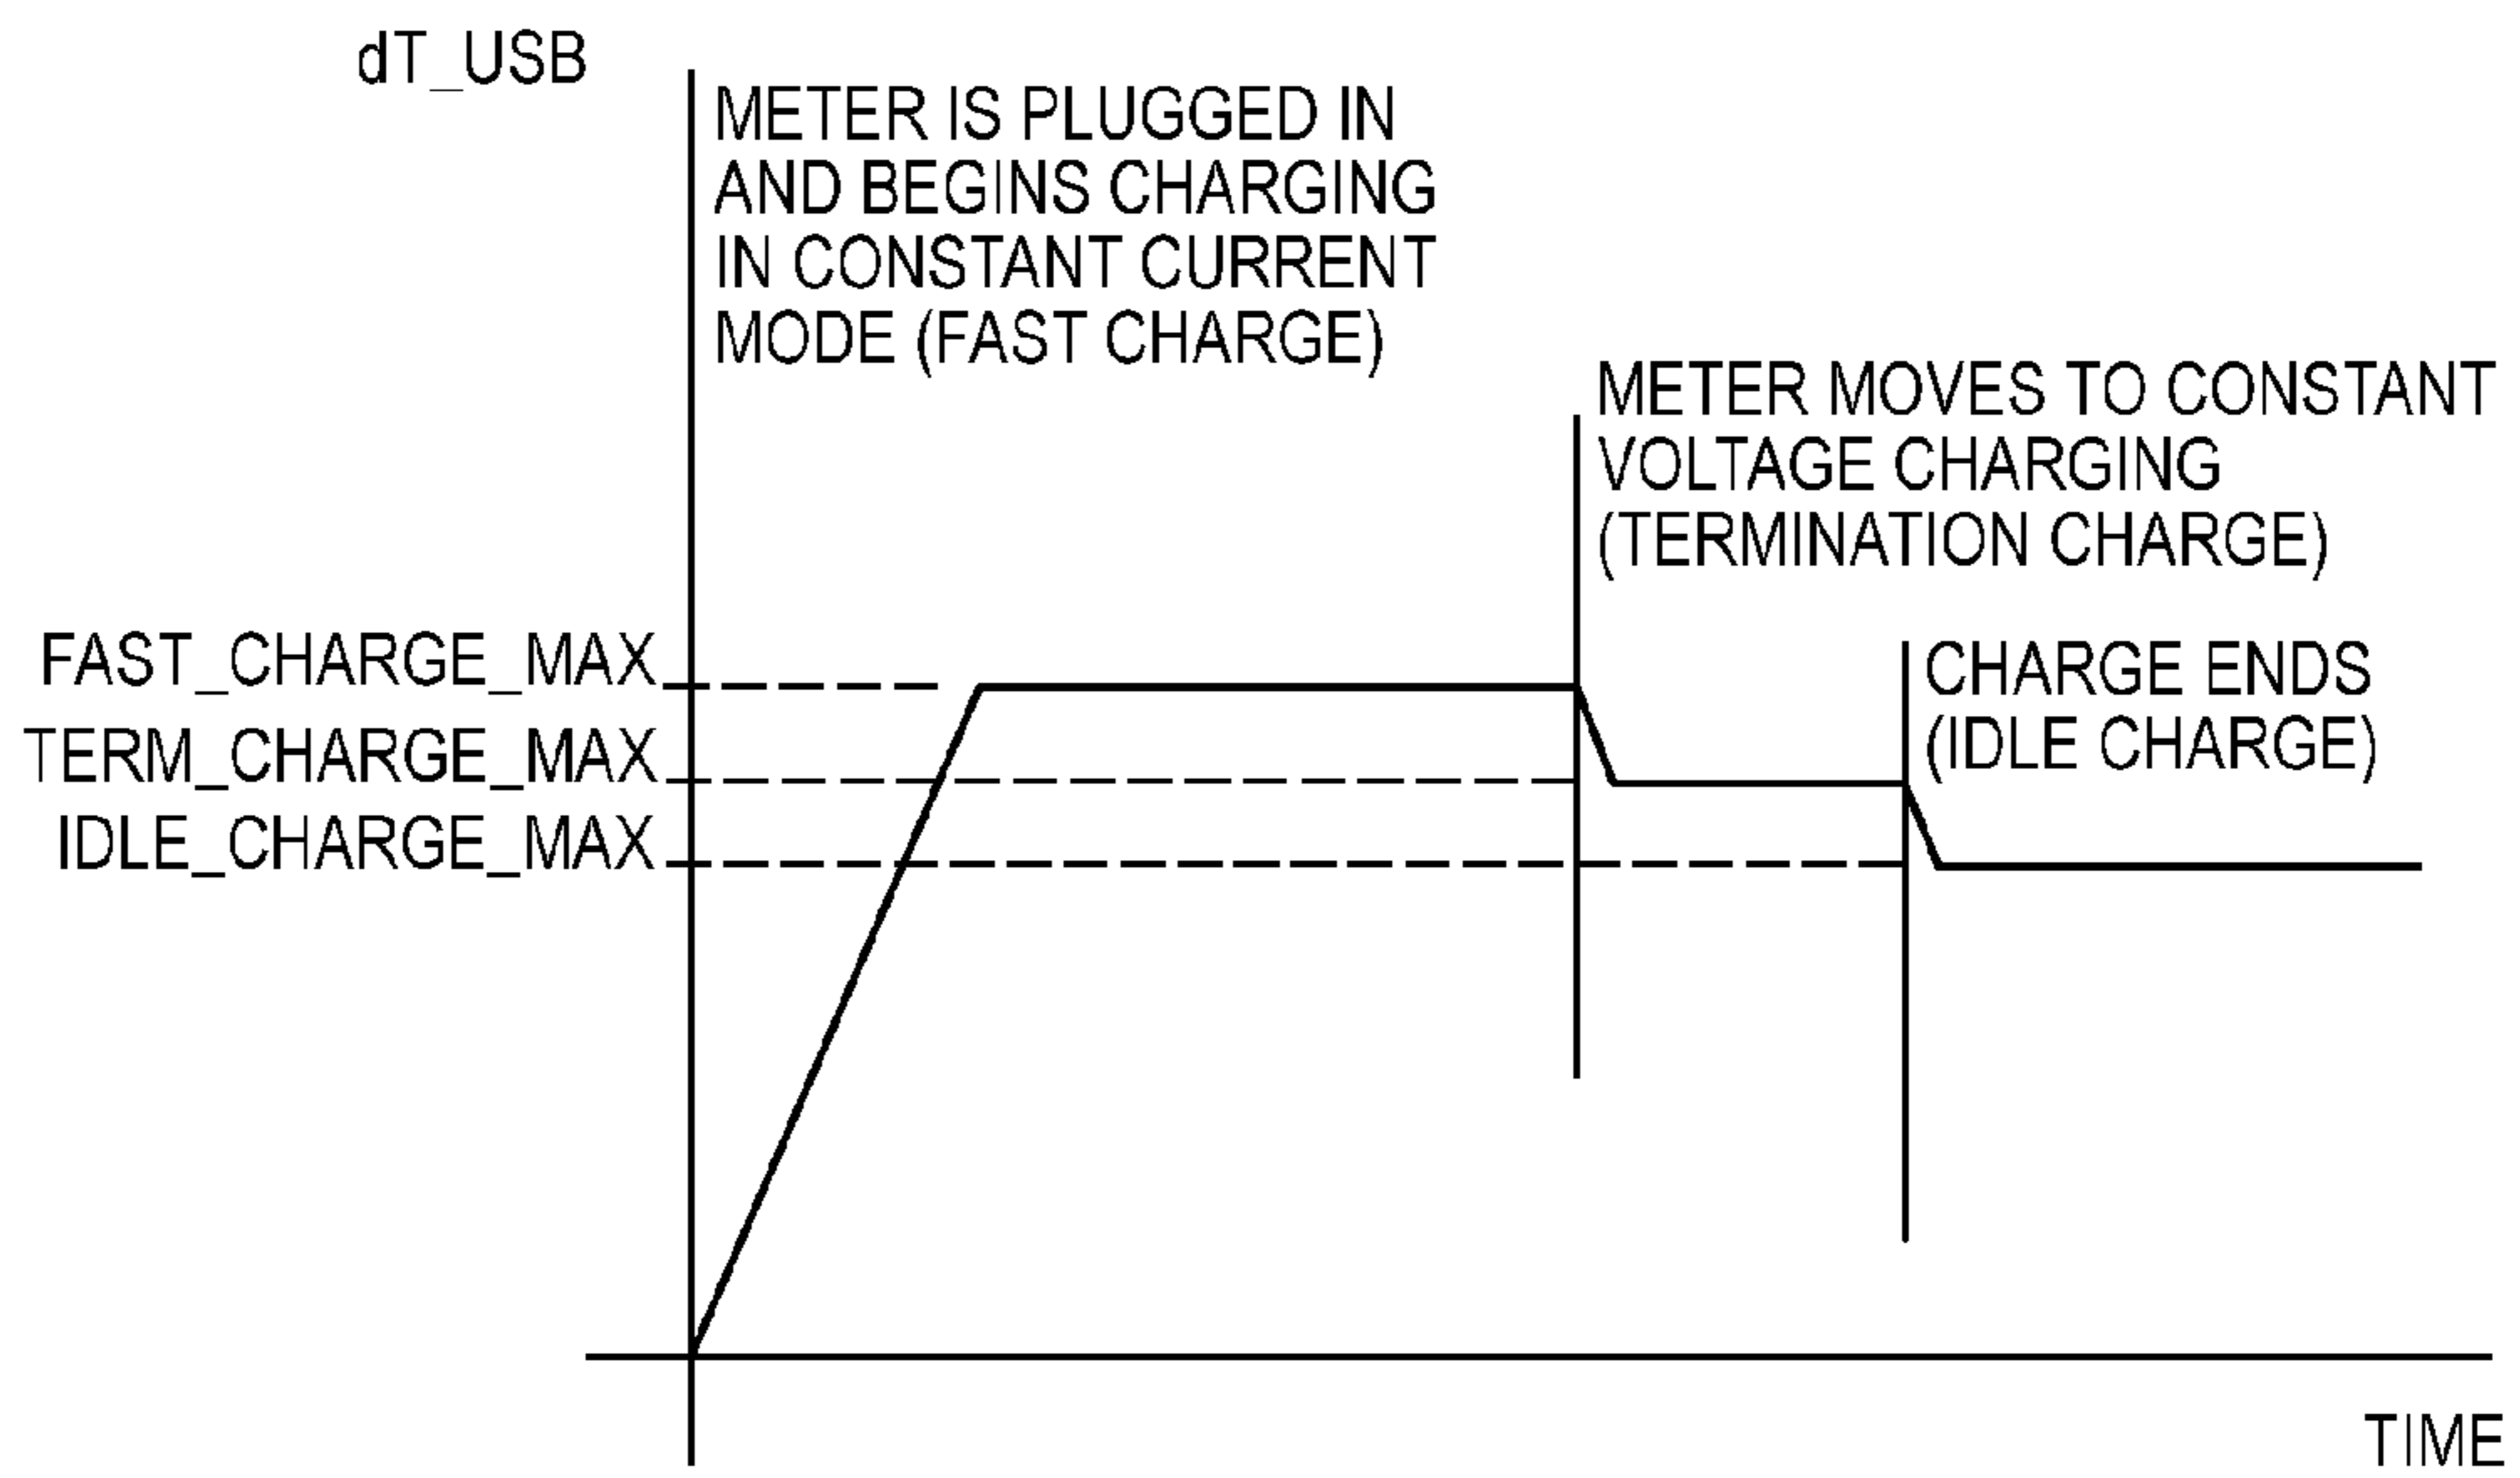 dT_USB
METER IS PLUGGED IN
AND BEGINS CHARGING
IN CONSTANT CURRENT
MODE (FAST CHARGE)
METER MOVES TO CONSTANT
VOLTAGE CHARGING
(TERMINATION CHARGE)
FAST_CHARGE_MAX
TERM_CHARGE_MAX
IDLE_CHARGE_MAX
CHARGE ENDS
(IDLE CHARGE)
TIME